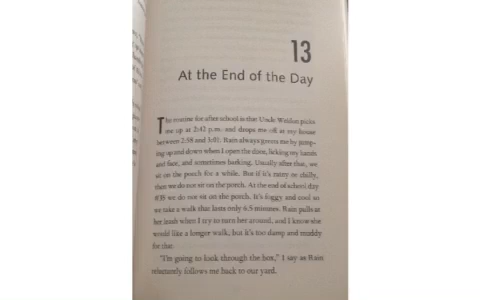 13
At the End of the Day
The routine for after school is that Uncle Weldon picks
me up at 2:42 p.m. and drops me off at my house
between 2:58 and 3:01. Rain always greets me by jump-
ing up and down when I open the door, licking my hands
and face, and sometimes barking. Usually after that, we
sit on the porch for a while. But if it's rainy or chilly,
then we do not sit on the porch. At the end of school day
we do not sit on the porch. It's foggy and cool so
we take a walk that lasts only 6.5 minutes. Rain pulls at
her leash when I try to turn her around, and I know she
would like a longer walk, but it's too damp and muddy
for that.
"I'm going to look through the box," I say as Rain
reluctantly follows me back to our yard.